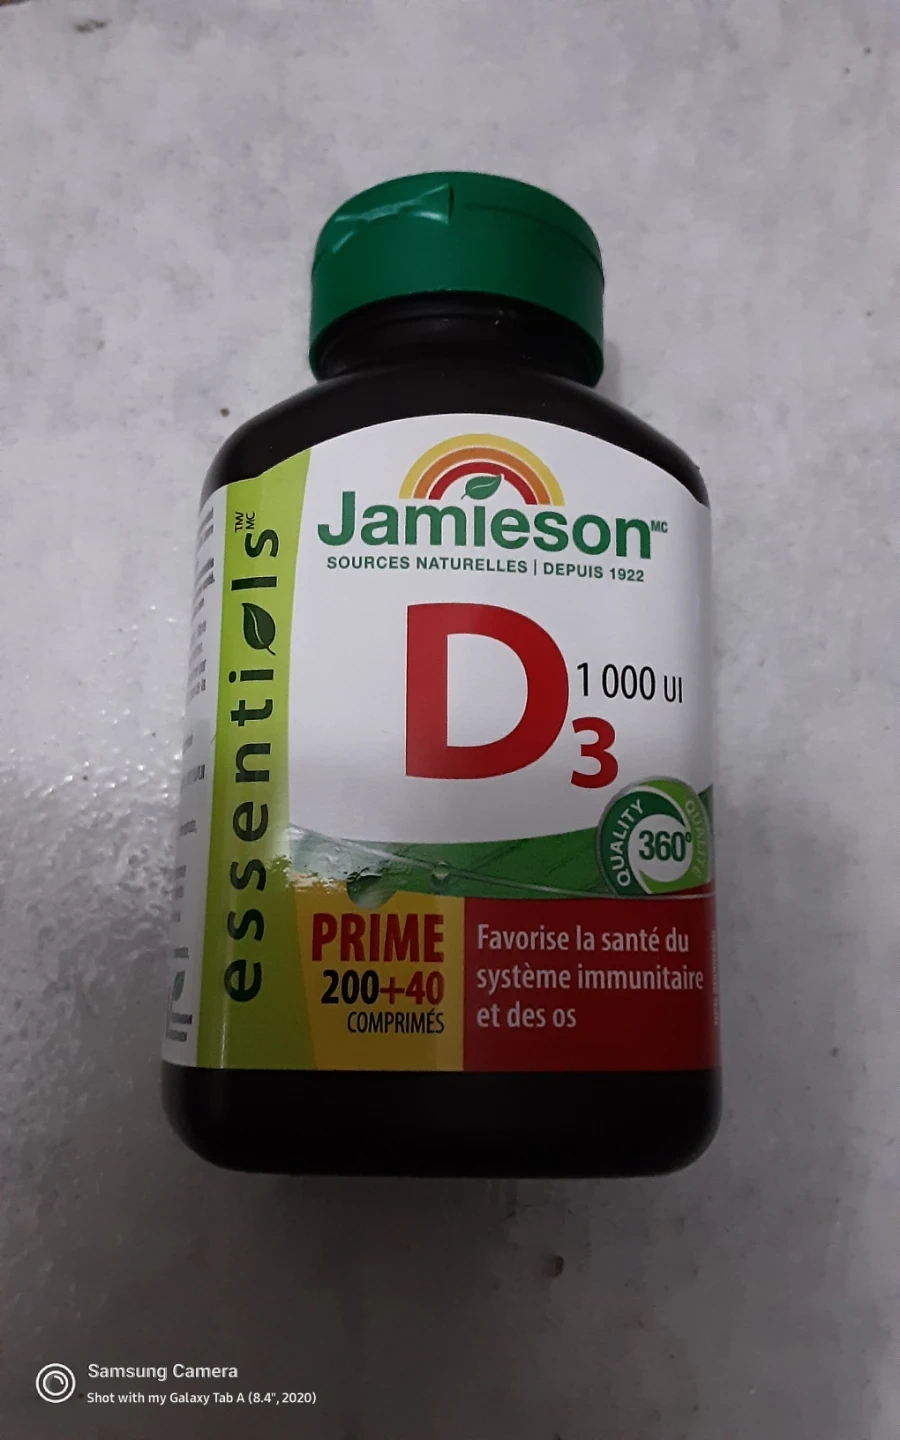 Jamieson MC
SOURCES NATURELLES | DEPUIS 1922
D3
1 000 UI
essentials TM/MC
QUALITY 360° QUALITÉ
PRIME
200+40
COMPRIMÉS
Favorise la santé du
système immunitaire
et des os
Samsung Camera
Shot with my Galaxy Tab A (8.4", 2020)